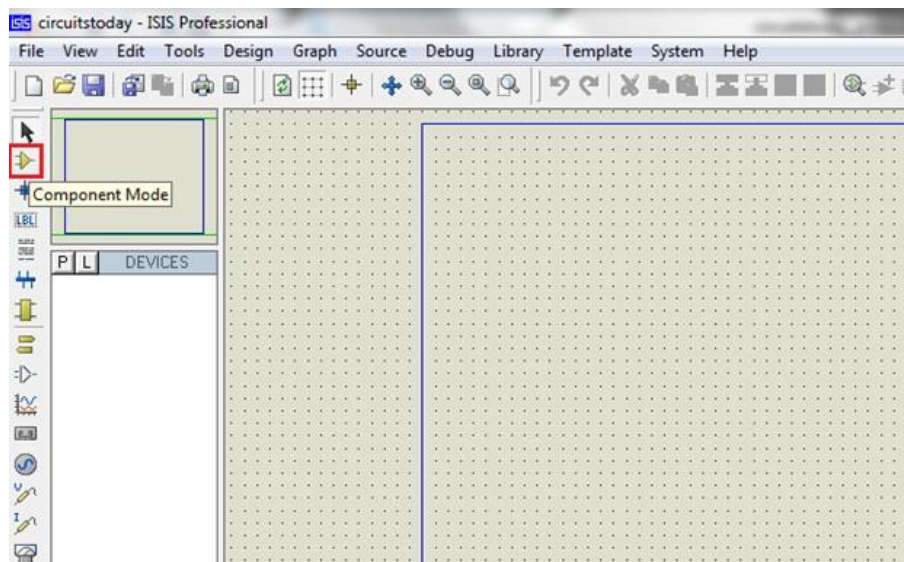 ISIS circuitstoday - ISIS Professional
File View Edit Tools Design Graph Source Debug Library Template System Help
Component Mode
LBL
P L DEVICES
V
I